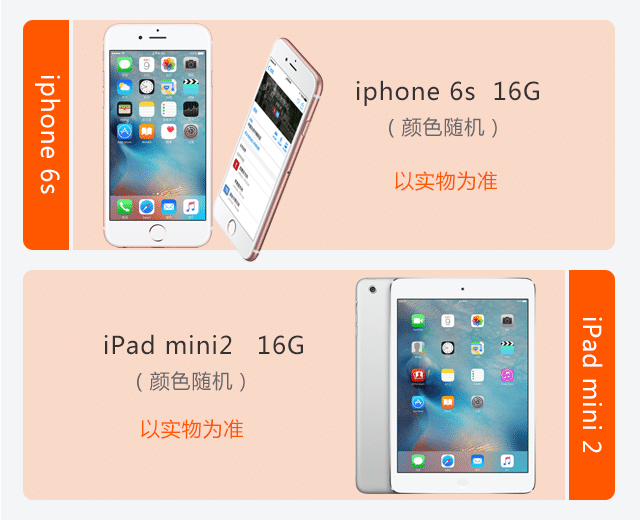 iphone 6s
iphone 6s 16G
（颜色随机）
以实物为准
iPad mini2 16G
（颜色随机）
以实物为准
iPad mini 2